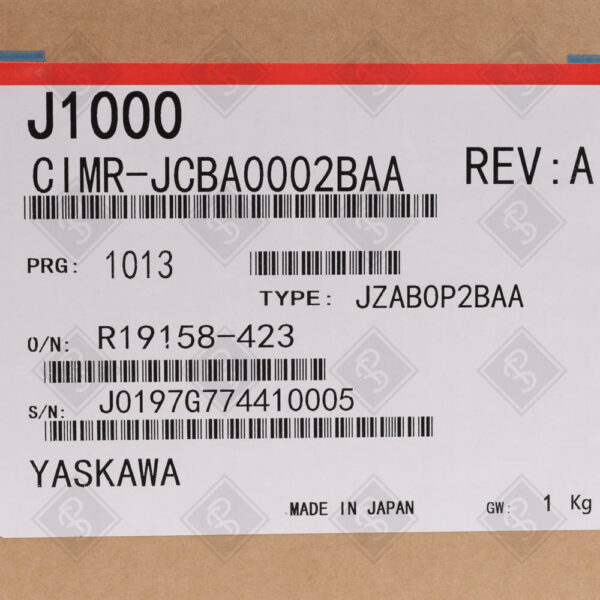 J1000
CIMR-JCBA0002BAA REV:A
PRG: 1013
TYPE: JZAB0P2BAA
O/N: R19158-423
S/N: J0197G774410005
YASKAWA
MADE IN JAPAN GW: 1 Kg